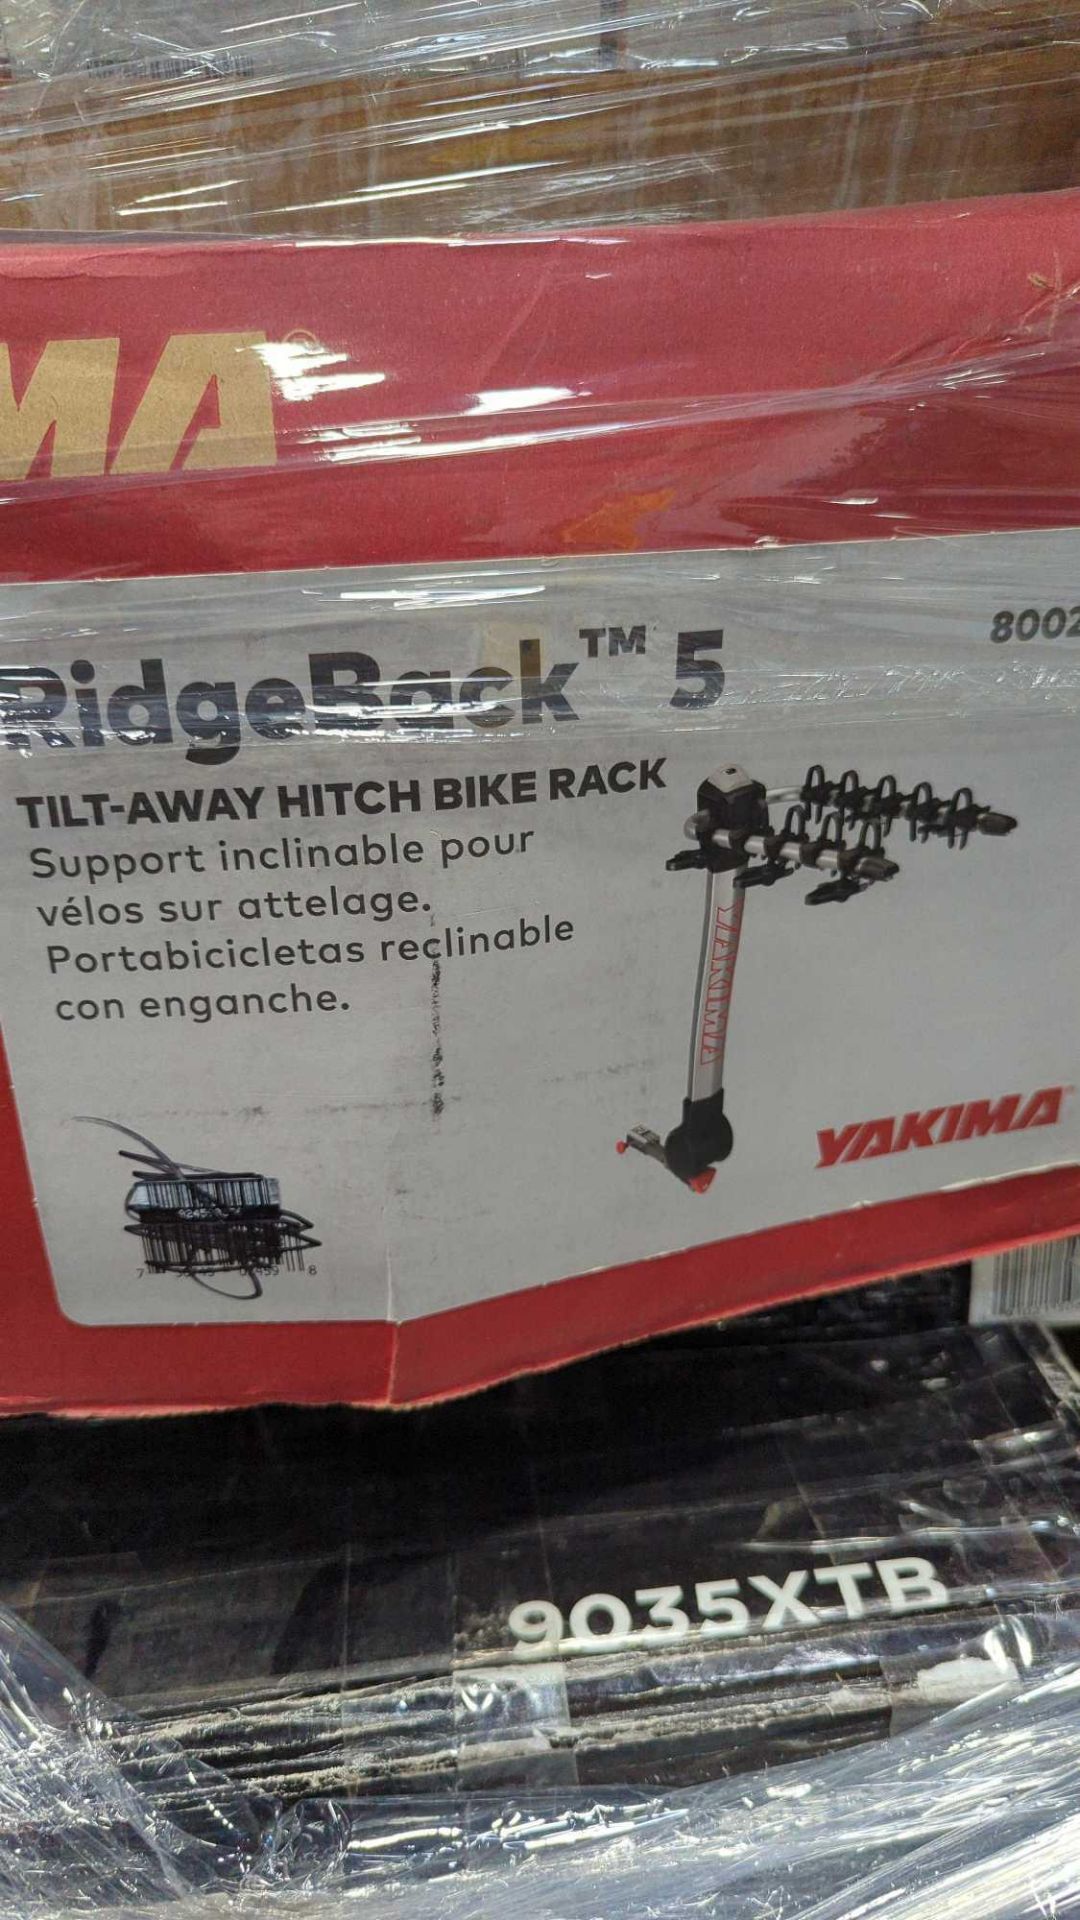 MA®
RidgeBack™ 5
8002
TILT-AWAY HITCH BIKE RACK
Support inclinable pour
vélos sur attelage.
Portabicicletas reclinable
con enganche.
YAKIMA
YAKIMA
9035XTB